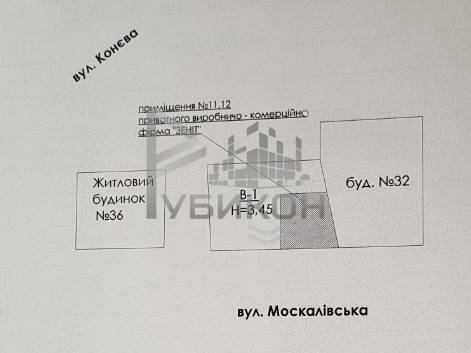 вул. Конєва
приміщення №11,12
приватного виробничо - комерційно
фірма "ЗЕНІТ"
Житловий
будинок
№36
В-1
Н=3,45
буд. №32
РУБИКОН
вул. Москалівська